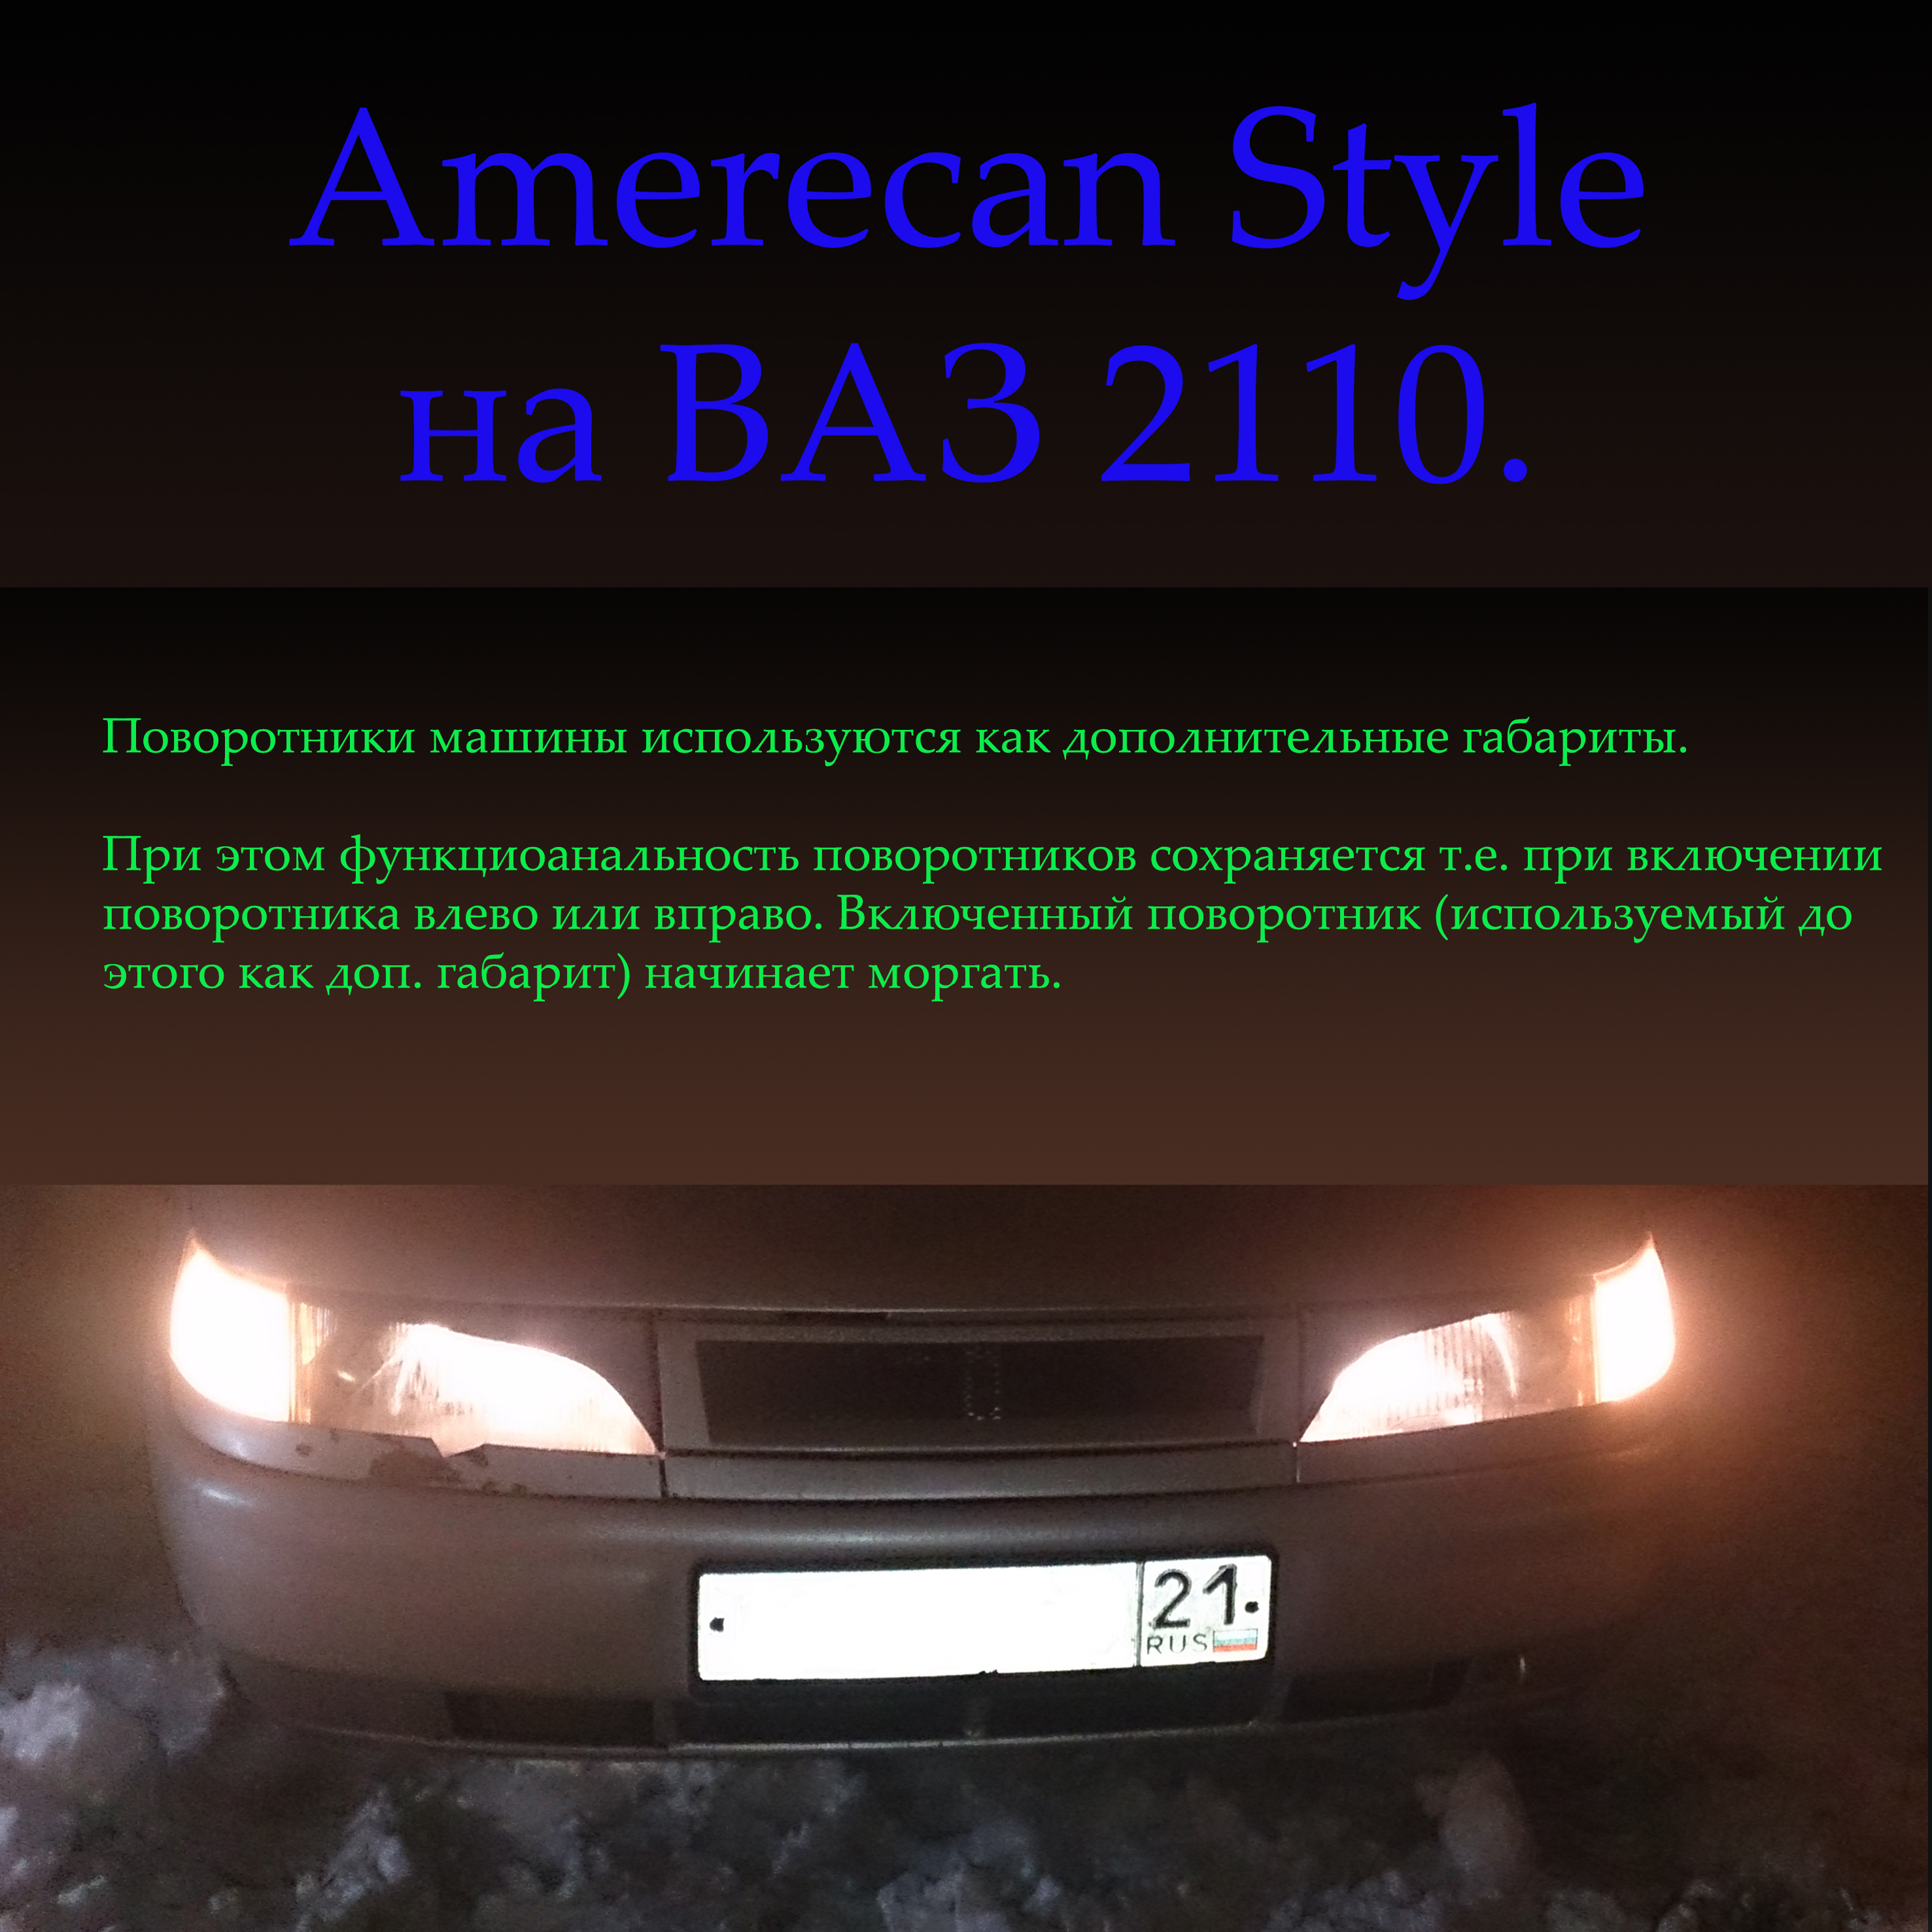 Amerecan Style
на ВАЗ 2110.
Поворотники машины используются как дополнительные габариты.
При этом функциоанальность поворотников сохраняется т.е. при включении
поворотника влево или вправо. Включенный поворотник (используемый до
этого как доп. габарит) начинает моргать.
21
RUS